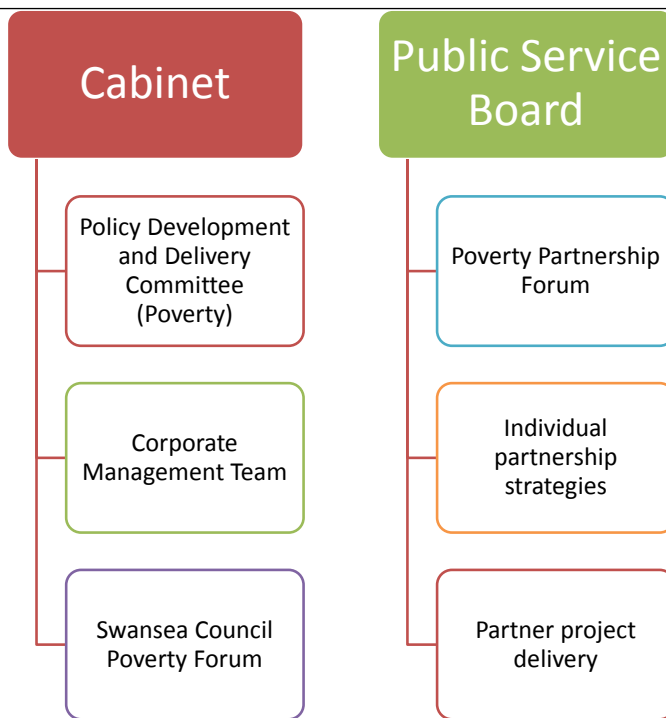 Cabinet
Policy Development
and Delivery
Committee
(Poverty)
Corporate
Management Team
Swansea Council
Poverty Forum
Public Service
Board
Poverty Partnership
Forum
Individual
partnership
strategies
Partner project
delivery